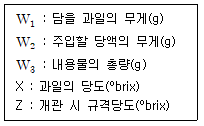 W₁ : 담을 과일의 무게(g)
W₂ : 주입할 당액의 무게(g)
W₃ : 내용물의 총량(g)
X : 과일의 당도(°brix)
Z : 개관 시 규격당도(°brix)